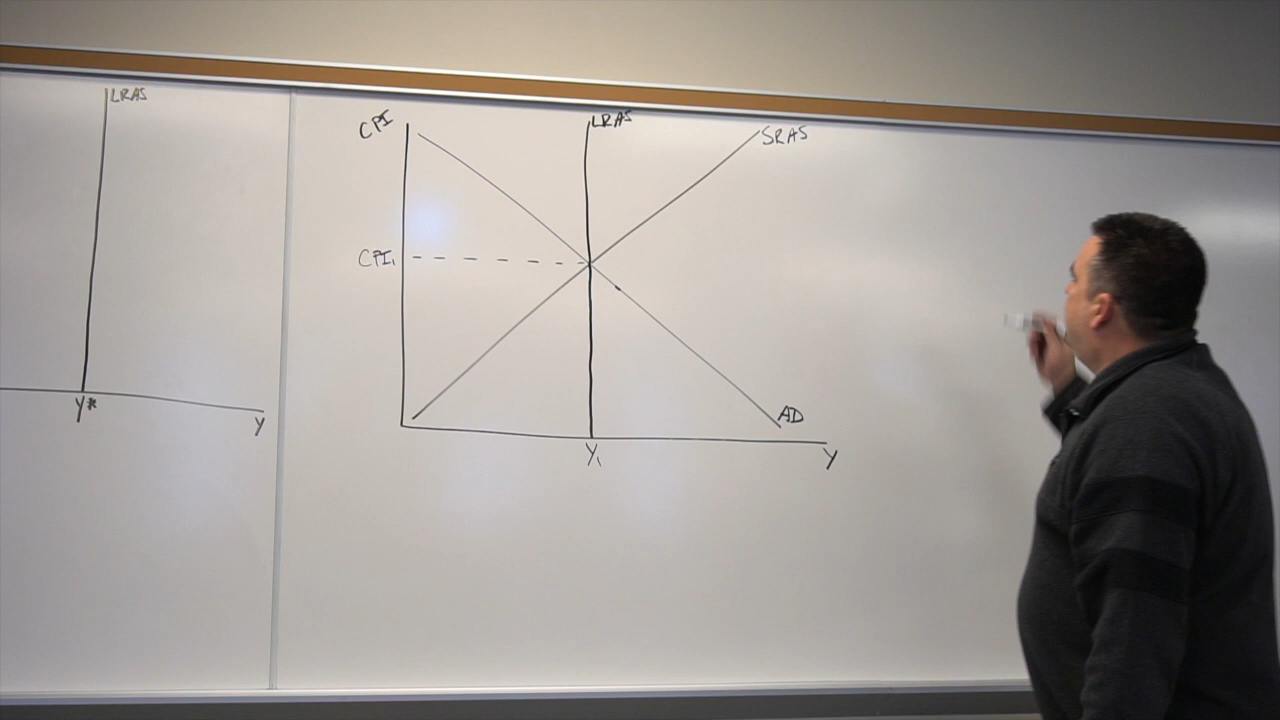 LRAS
Y*
Y
CPI
LRAS
SRAS
CPI₁
AD
Y₁
Y